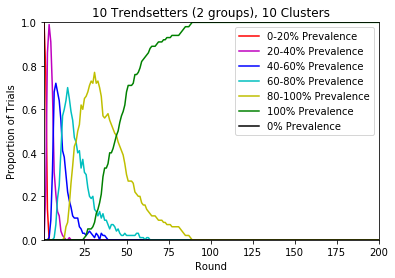 10 Trendsetters (2 groups), 10 Clusters
Proportion of Trials
1.0
0.8
0.6
0.4
0.2
0.0
0-20% Prevalence
20-40% Prevalence
40-60% Prevalence
60-80% Prevalence
80-100% Prevalence
100% Prevalence
0% Prevalence
25 50 75 100 125 150 175 200
Round